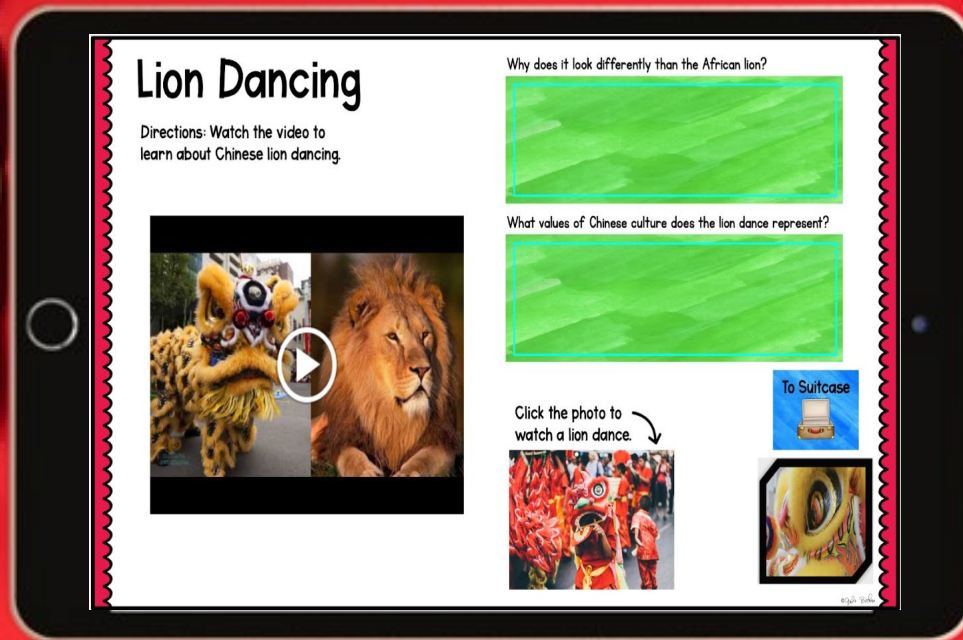 Lion Dancing
Directions: Watch the video to
learn about Chinese lion dancing.
Why does it look differently than the African lion?
What values of Chinese culture does the lion dance represent?
To Suitcase
Click the photo to
watch a lion dance.